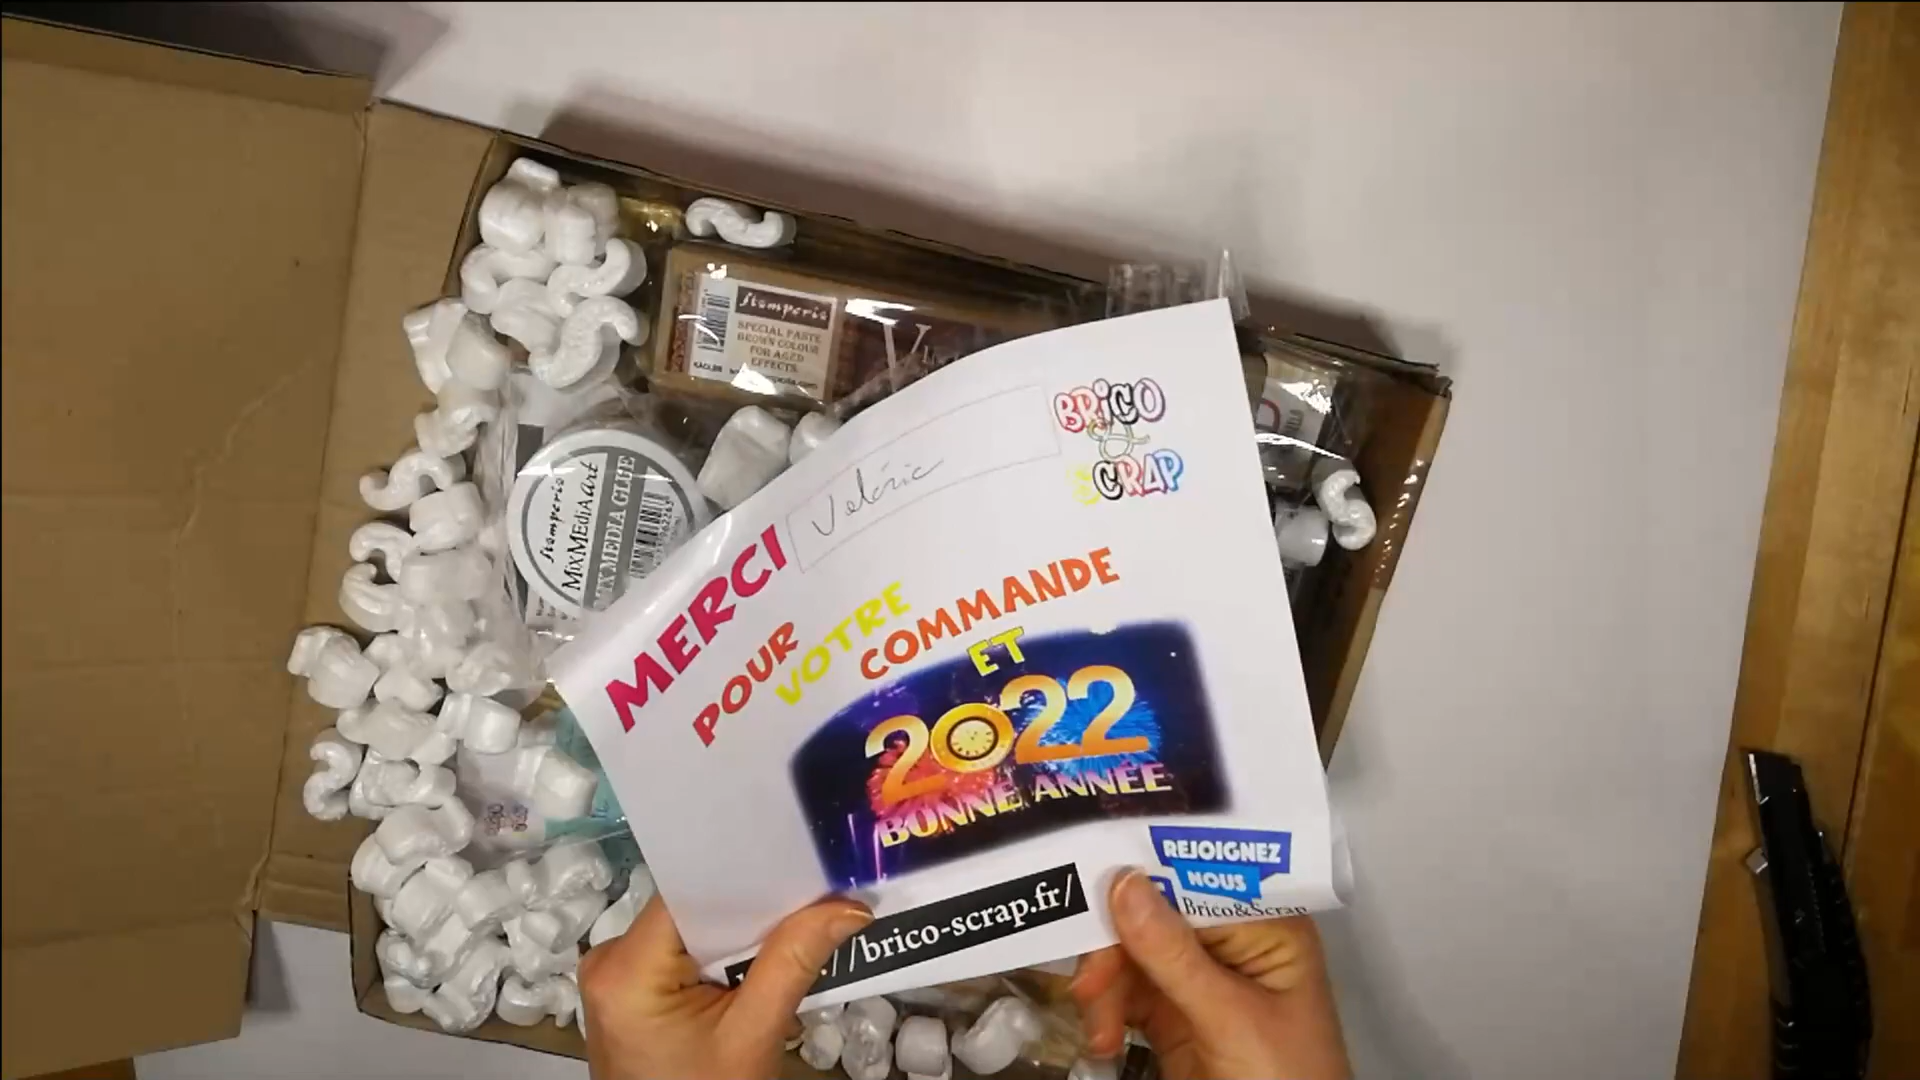 Stamperia
SPECIAL PASTE
BROWN COLOUR
FOR AGED
EFFECTS
Stamperia
MixMEdiAArt
MIX MEDIA GLUE
BRiCO
&
SCRAP
MERCI
POUR
VOTRE
COMMANDE
ET
2022
BONNE ANNÉE
REJOIGNEZ
NOUS
Brico&Scrap
//brico-scrap.fr/